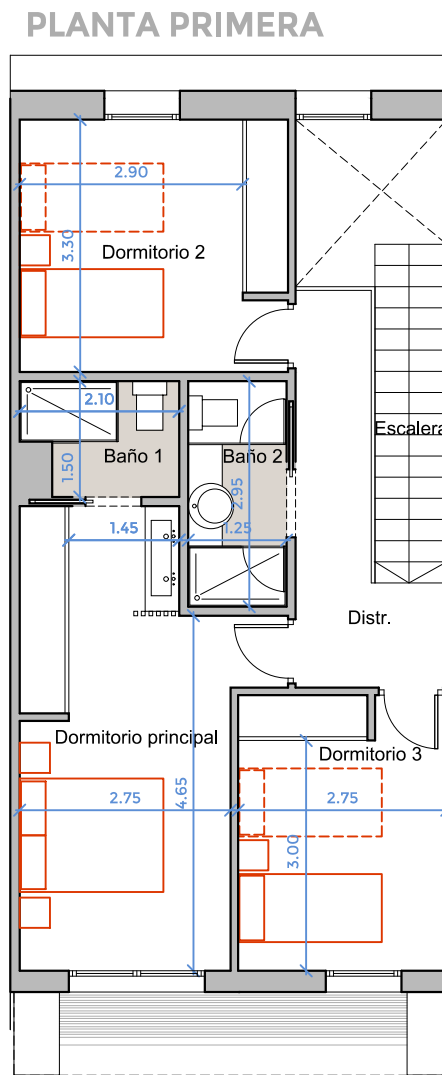 PLANTA PRIMERA
2.90
3.30
Dormitorio 2
2.10
Escalera
Baño 1
Baño 2
1.50
2.95
1.45
1.25
Distr.
Dormitorio principal
Dormitorio 3
4.65
2.75
2.75
3.00